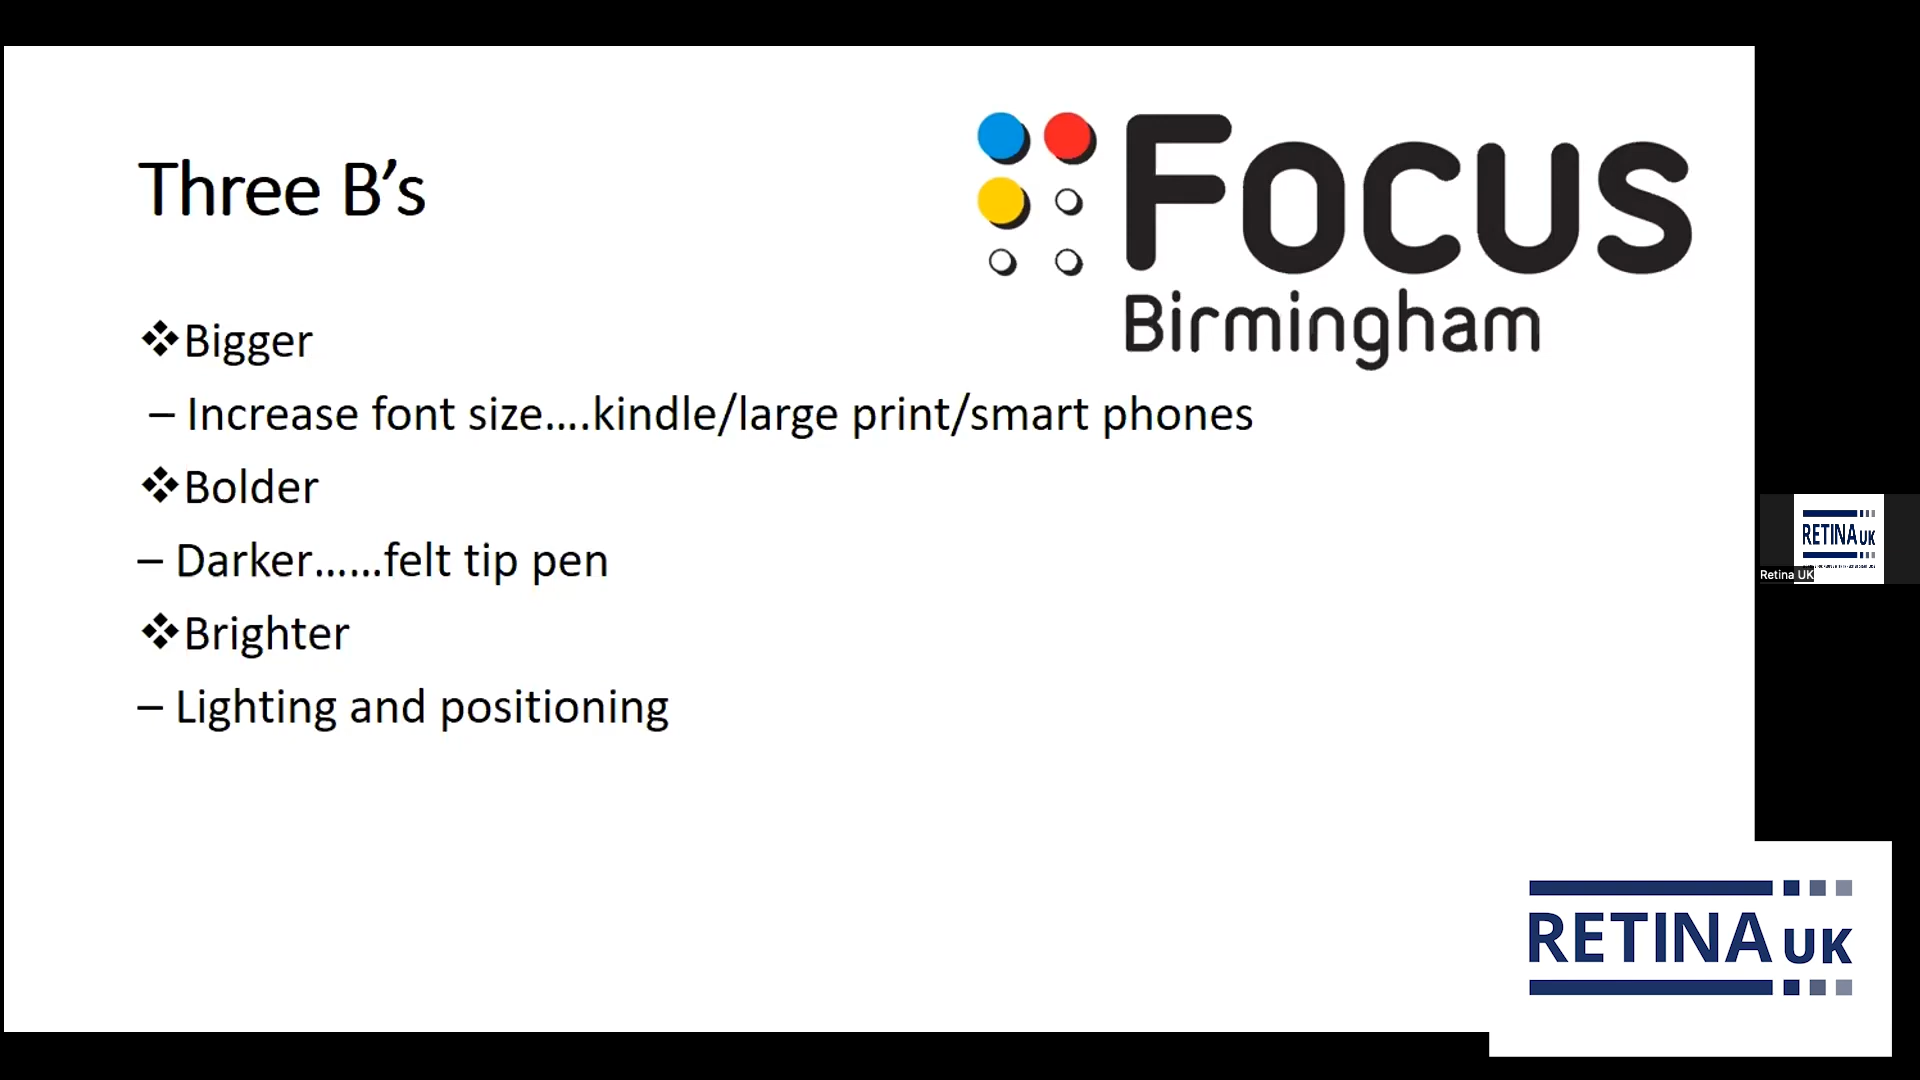 Three B’s
Focus
Birmingham
❖Bigger
– Increase font size....kindle/large print/smart phones
❖Bolder
– Darker......felt tip pen
❖Brighter
– Lighting and positioning
RETINA UK
Retina UK
RETINA UK